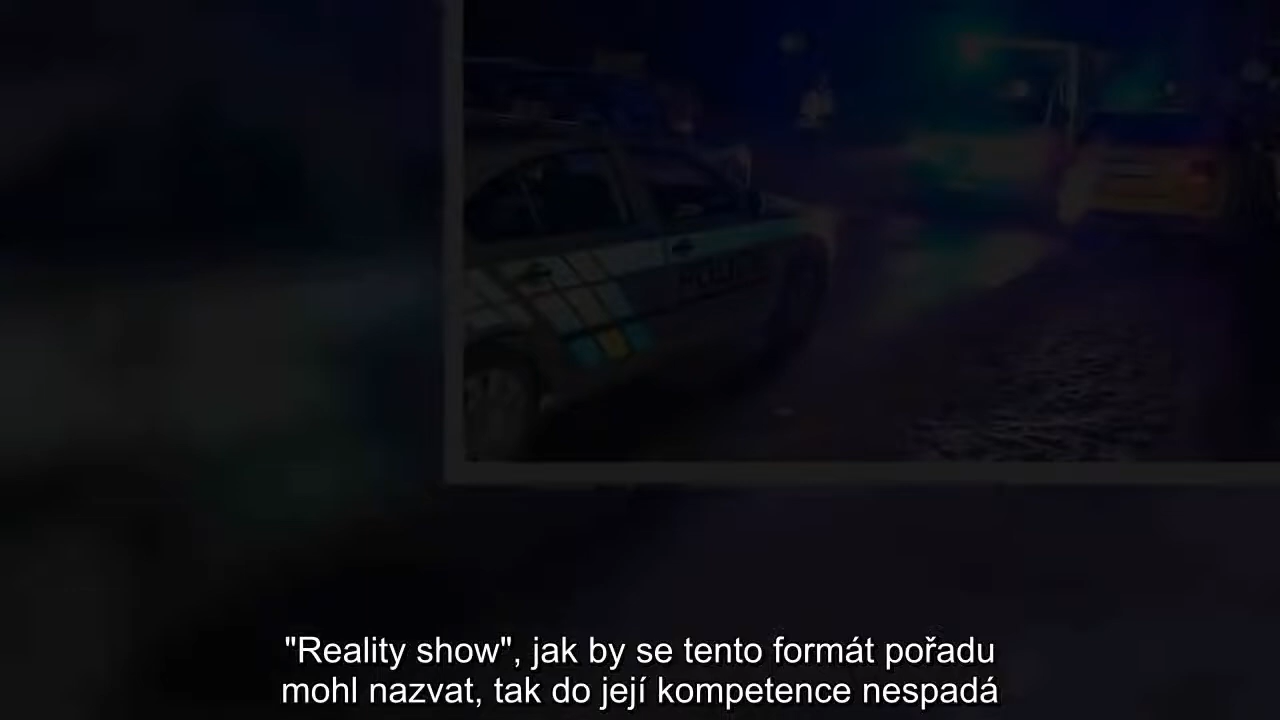 "Reality show", jak by se tento formát pořadu
mohl nazvat, tak do její kompetence nespadá